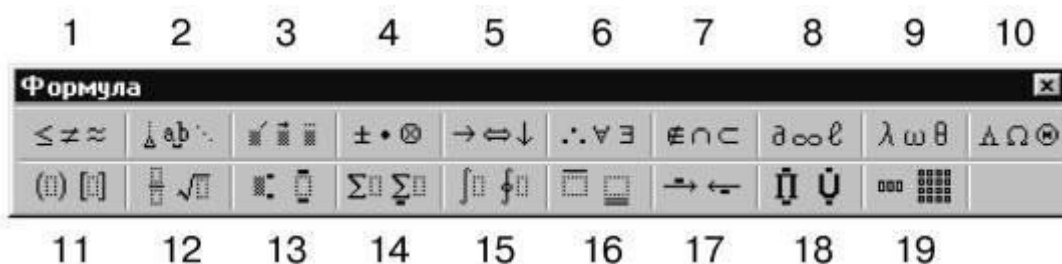 1 2 3 4 5 6 7 8 9 10
Формула
≤ ≠ ≈ a b ⋱ ± • ⊗ → ⇔ ↓ ∴ ∀ ∃ ∉ ∩ ⊂ ∂ ∞ ℓ λ ω θ Λ Ω Θ
(▯) [▯] √▯ Σ▯ Σ▯ ∫▯ ∮▯ → ← Π Ụ
11 12 13 14 15 16 17 18 19